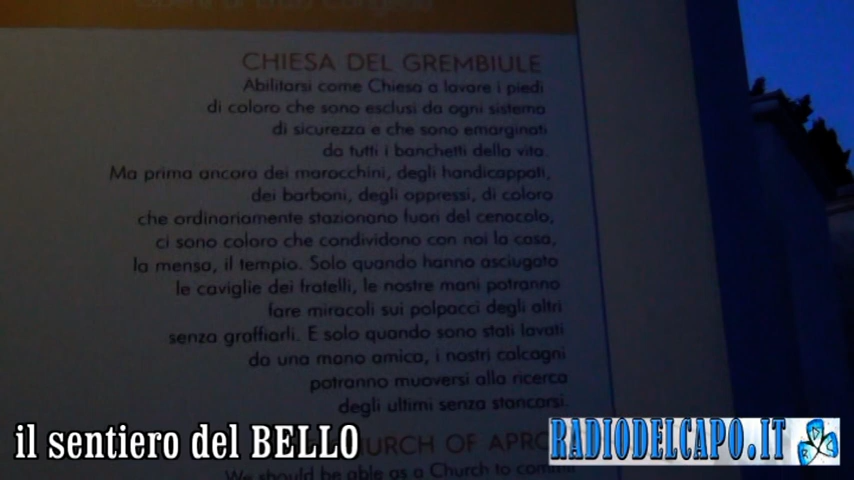 opere di Enzo Congedo
CHIESA DEL GREMBIULE
Abilitarsi come Chiesa a lavare i piedi
di coloro che sono esclusi da ogni sistema
di sicurezza e che sono emarginati
da tutti i banchetti della vita.
Ma prima ancora dei marocchini, degli handicappati,
dei barboni, degli oppressi, di coloro
che ordinariamente stazionano fuori del cenacolo,
ci sono coloro che condividono con noi la casa,
la mensa, il tempio. Solo quando hanno asciugato
le caviglie dei fratelli, le nostre mani potranno
fare miracoli sui polpacci degli altri
senza graffiarli. E solo quando sono stati lavati
da una mano amica, i nostri calcagni
potranno muoversi alla ricerca
degli ultimi senza stancarsi.
CHURCH OF APRO
We should be able as a Church to
il sentiero del BELLO
RADIODELCAPO.IT